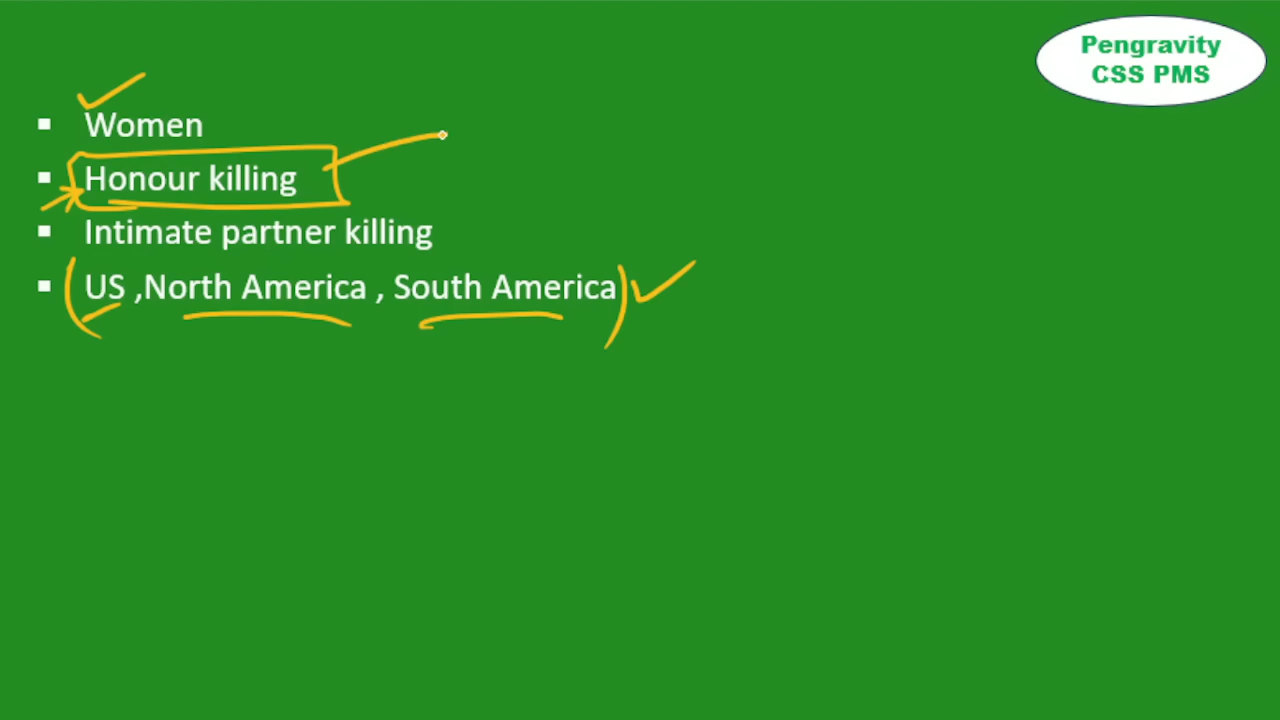 Pengravity
CSS PMS
Women
Honour killing
Intimate partner killing
US ,North America , South America